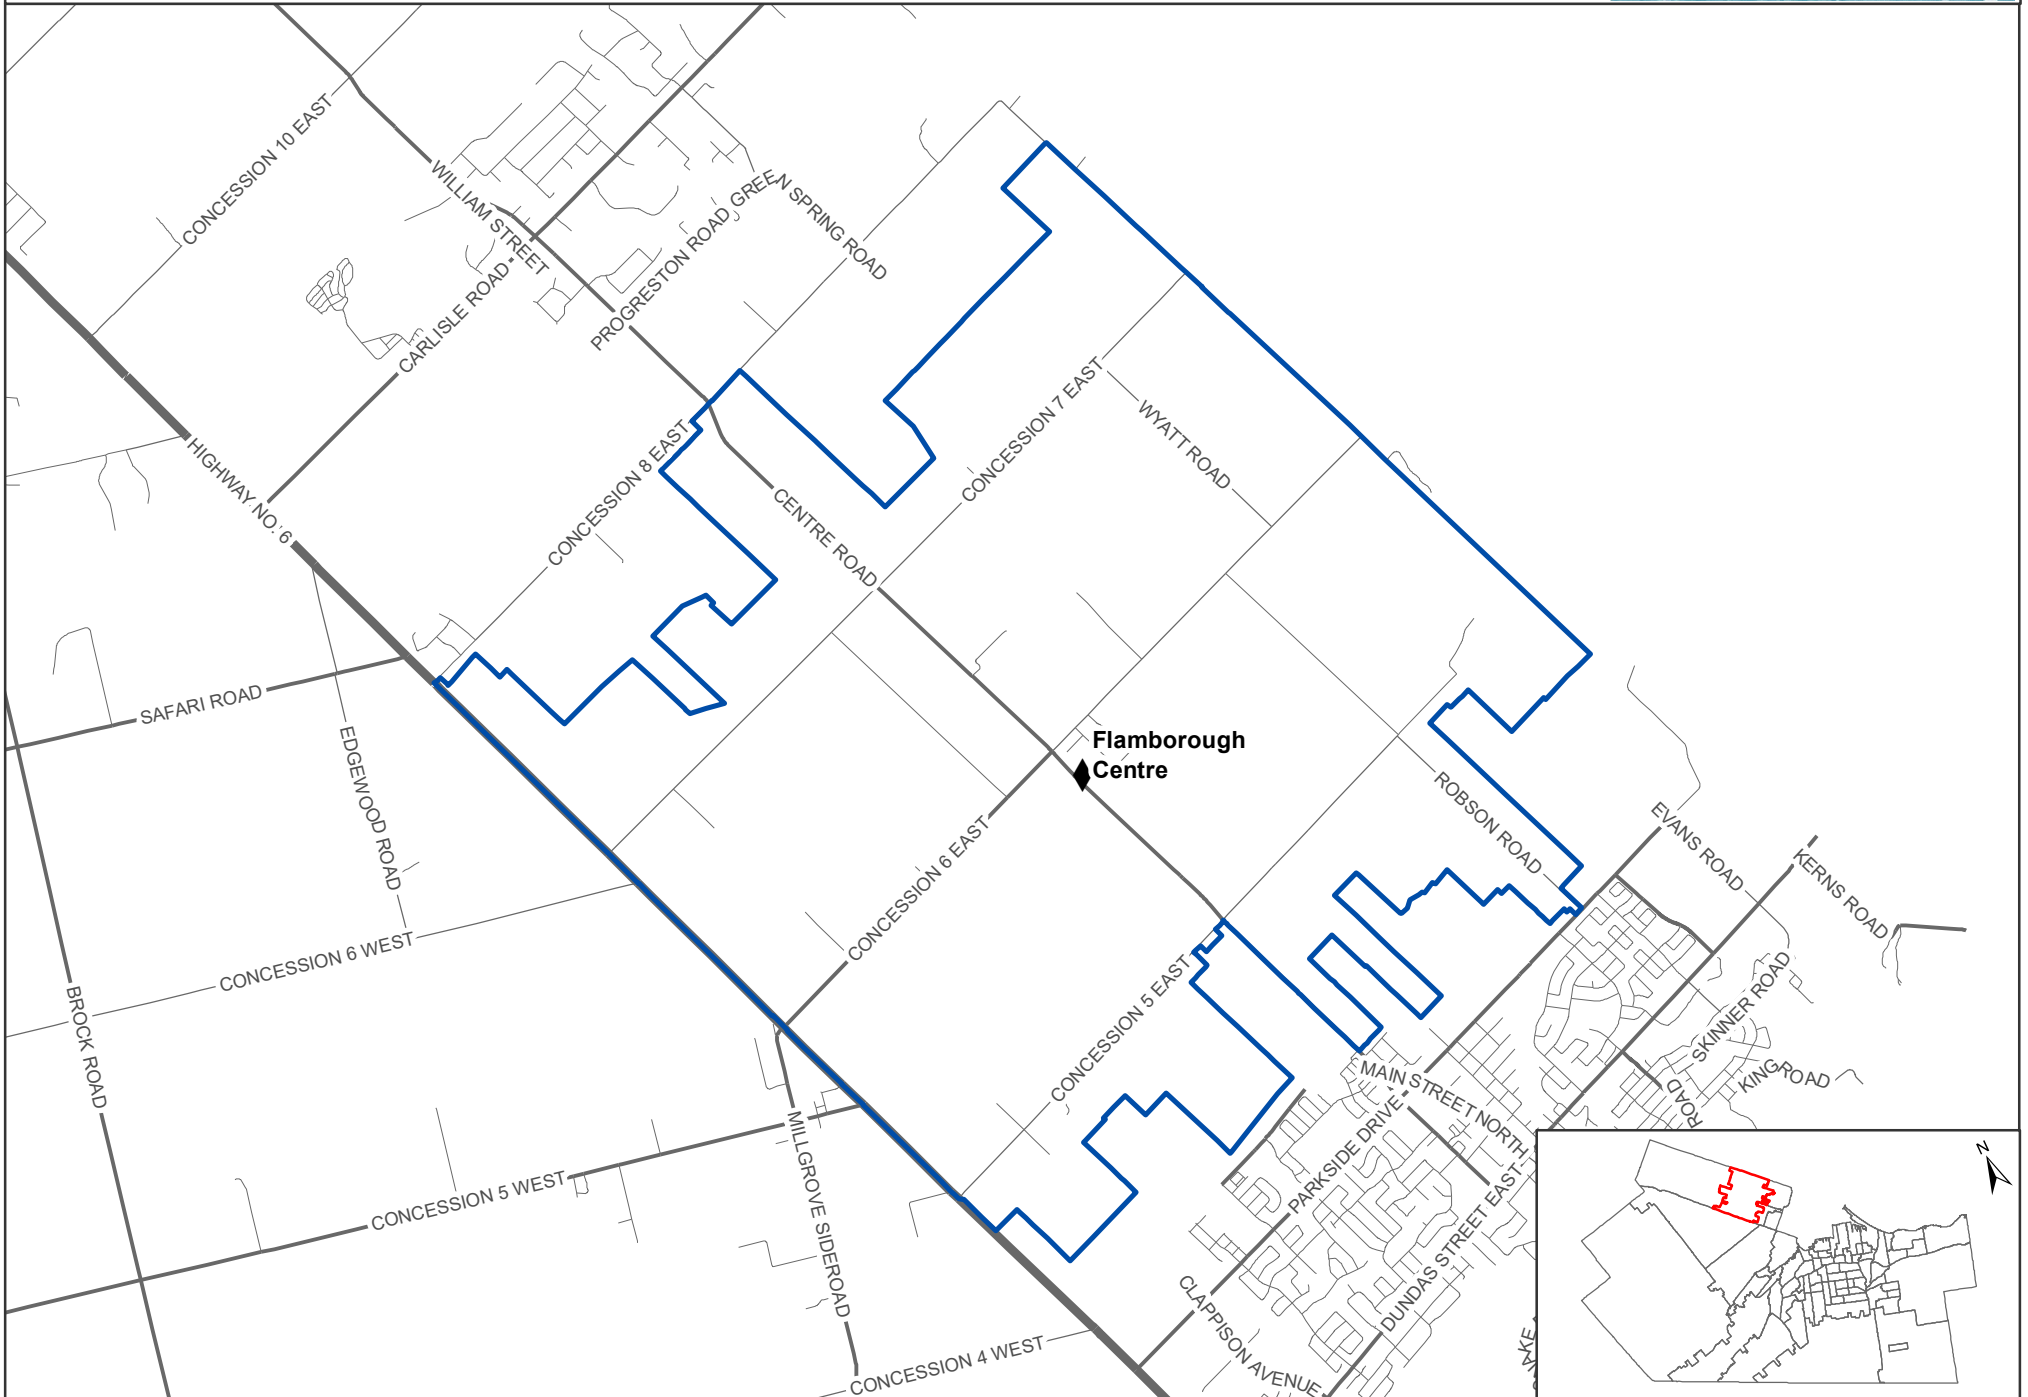 CONCESSION 10 EAST
WILLIAM STREET
CARLISLE ROAD
PROGRESTON ROAD
GREEN SPRING ROAD
HIGHWAY NO. 6
CONCESSION 8 EAST
CENTRE ROAD
CONCESSION 7 EAST
WYATT ROAD
SAFARI ROAD
EDGEWOOD ROAD
Flamborough
Centre
ROBSON ROAD
EVANS ROAD
KERNS ROAD
CONCESSION 6 EAST
CONCESSION 6 WEST
BROCK ROAD
CONCESSION 5 EAST
SKINNER ROAD
KING ROAD
ROAD
MAIN STREET NORTH
PARKSIDE DRIVE
DUNDAS STREET EAST
MILLGROVE SIDEROAD
CONCESSION 5 WEST
CLAPPISON AVENUE
CONCESSION 4 WEST
N